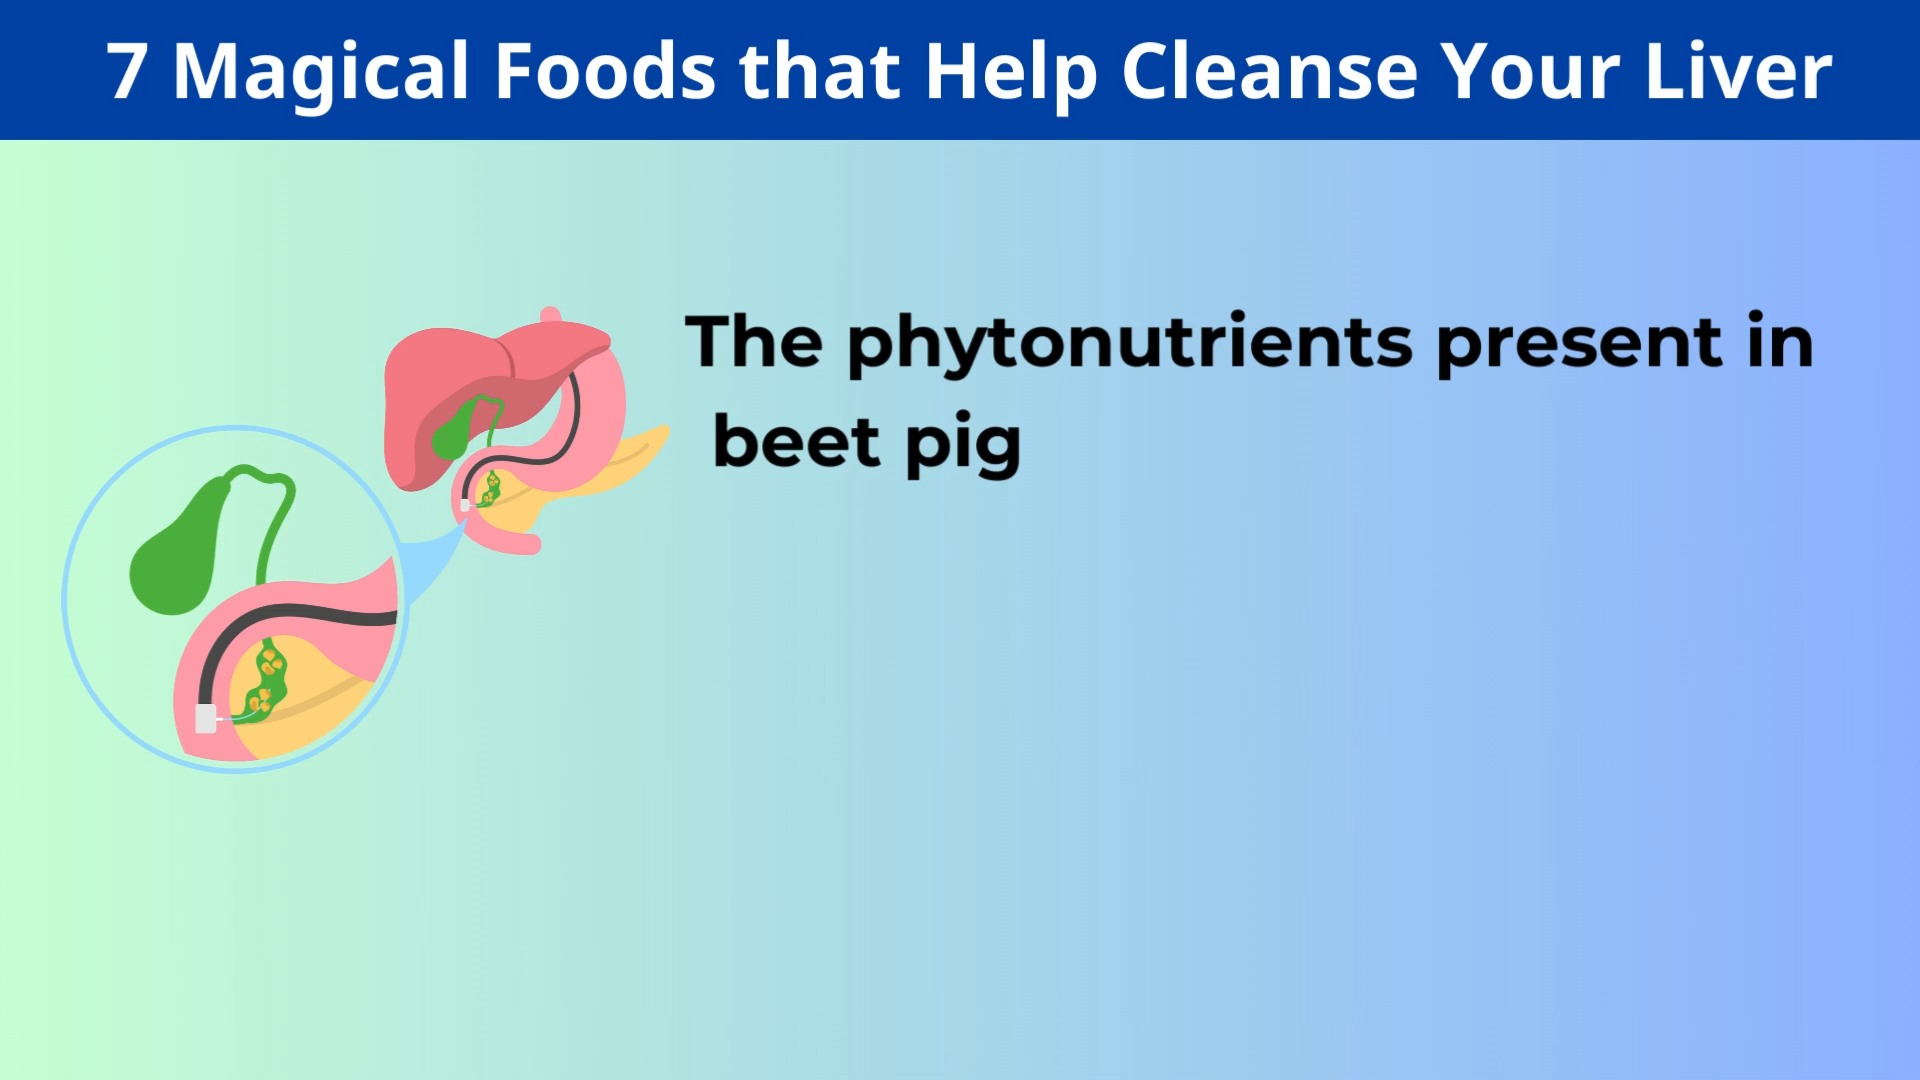 7 Magical Foods that Help Cleanse Your Liver
The phytonutrients present in
beet pig